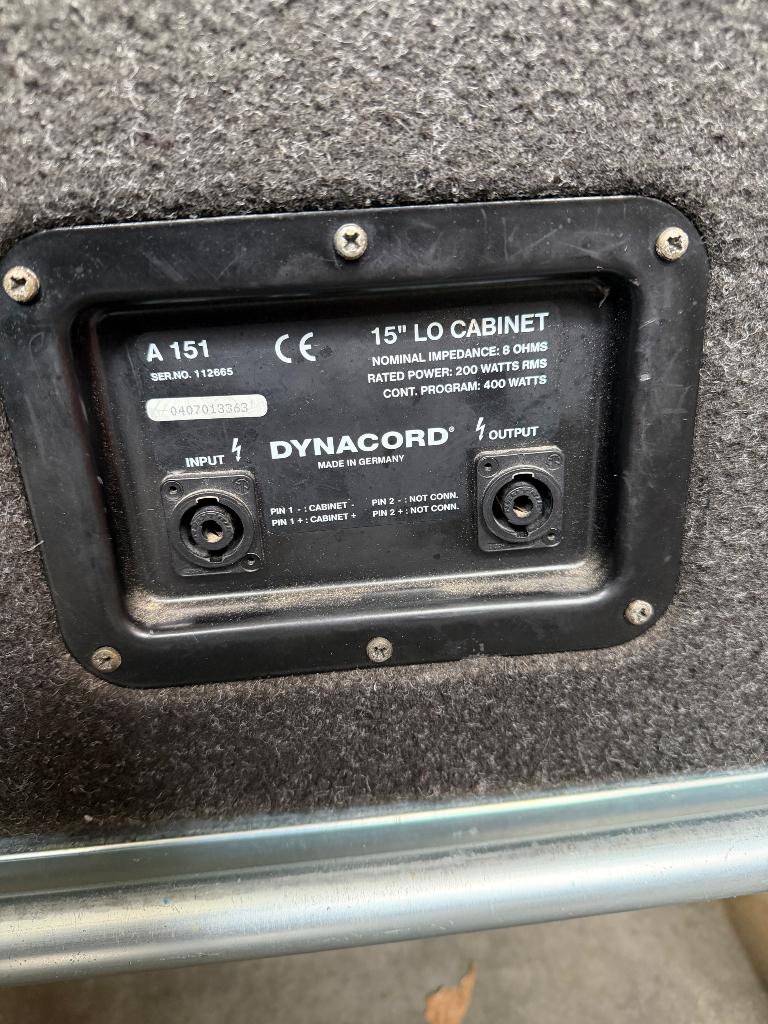 A 151
SER.NO. 112665
0407013363
15" LO CABINET
NOMINAL IMPEDANCE: 8 OHMS
RATED POWER: 200 WATTS RMS
CONT. PROGRAM: 400 WATTS
CE
DYNACORD®
MADE IN GERMANY
INPUT
OUTPUT
PIN 1 - : CABINET -
PIN 1 + : CABINET +
PIN 2 - : NOT CONN.
PIN 2 + : NOT CONN.